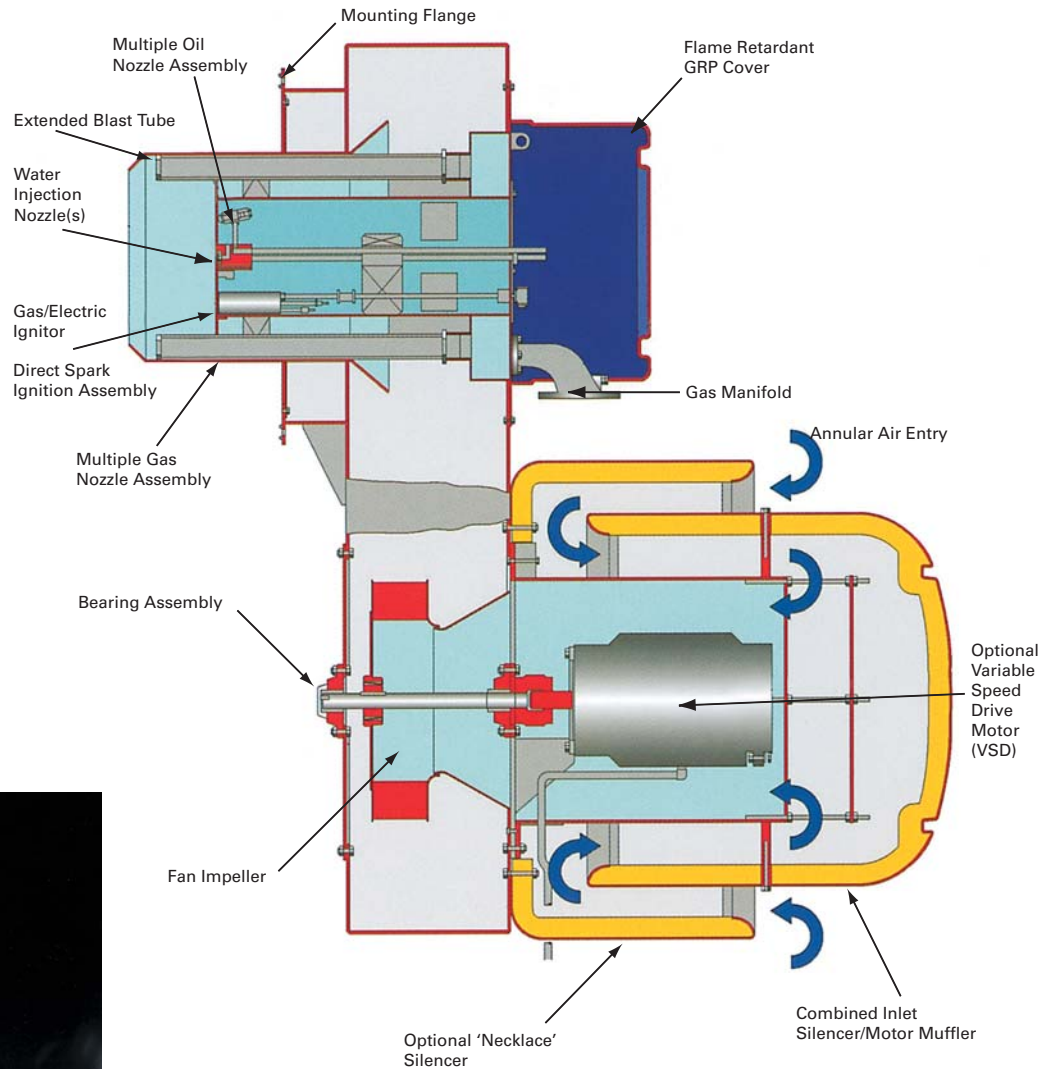 Mounting Flange
Multiple Oil
Nozzle Assembly
Flame Retardant
GRP Cover
Extended Blast Tube
Water
Injection
Nozzle(s)
Gas/Electric
Ignitor
Direct Spark
Ignition Assembly
Gas Manifold
Multiple Gas
Nozzle Assembly
Annular Air Entry
Bearing Assembly
Optional
Variable
Speed
Drive
Motor
(VSD)
Fan Impeller
Combined Inlet
Silencer/Motor Muffler
Optional 'Necklace'
Silencer